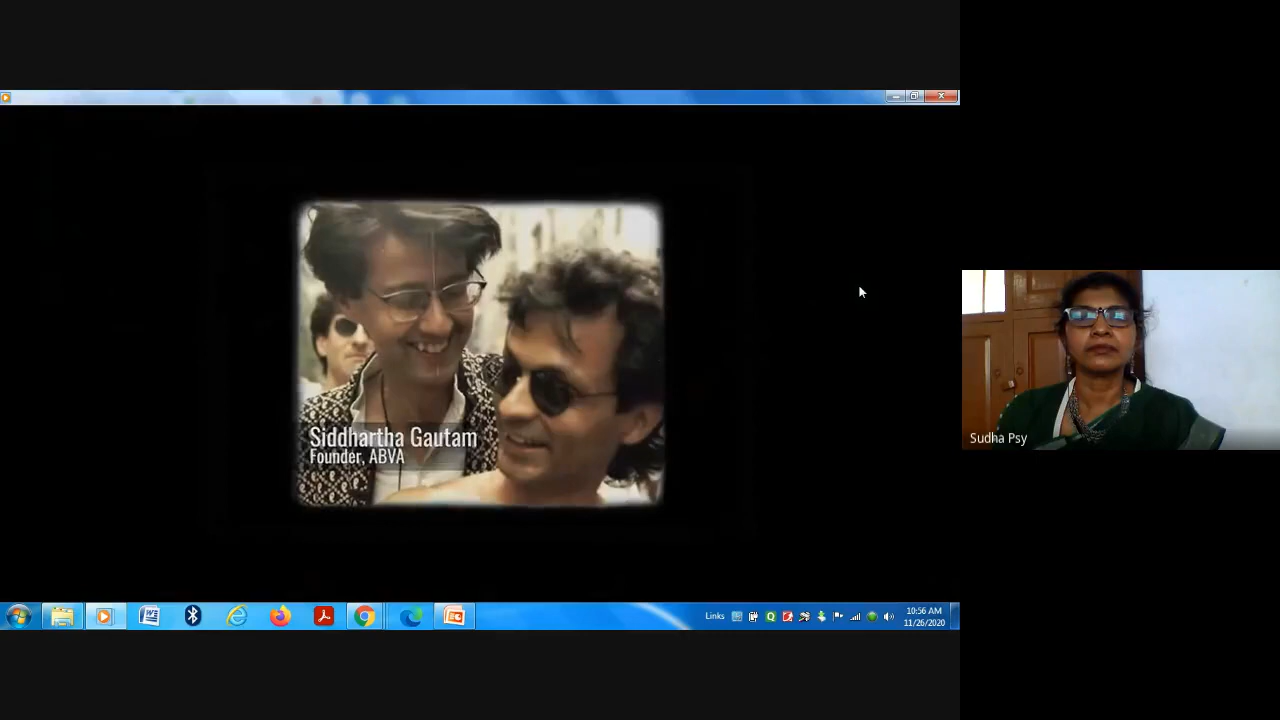 Siddhartha Gautam
Founder, ABVA
Sudha Psy
Links
10:56 AM
11/26/2020